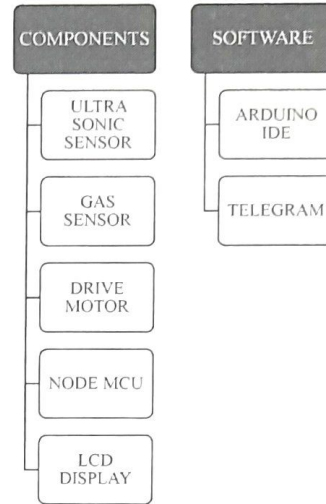 COMPONENTS
ULTRA
SONIC
SENSOR
GAS
SENSOR
DRIVE
MOTOR
NODE MCU
LCD
DISPLAY
SOFTWARE
ARDUINO
IDE
TELEGRAM